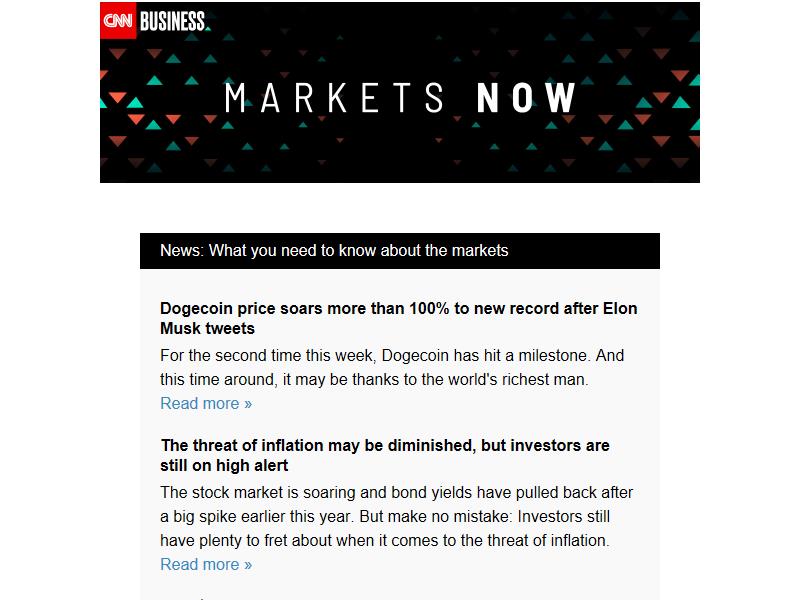 CNN BUSINESS
MARKETS NOW
News: What you need to know about the markets
Dogecoin price soars more than 100% to new record after Elon
Musk tweets
For the second time this week, Dogecoin has hit a milestone. And
this time around, it may be thanks to the world's richest man.
Read more »
The threat of inflation may be diminished, but investors are
still on high alert
The stock market is soaring and bond yields have pulled back after
a big spike earlier this year. But make no mistake: Investors still
have plenty to fret about when it comes to the threat of inflation.
Read more »